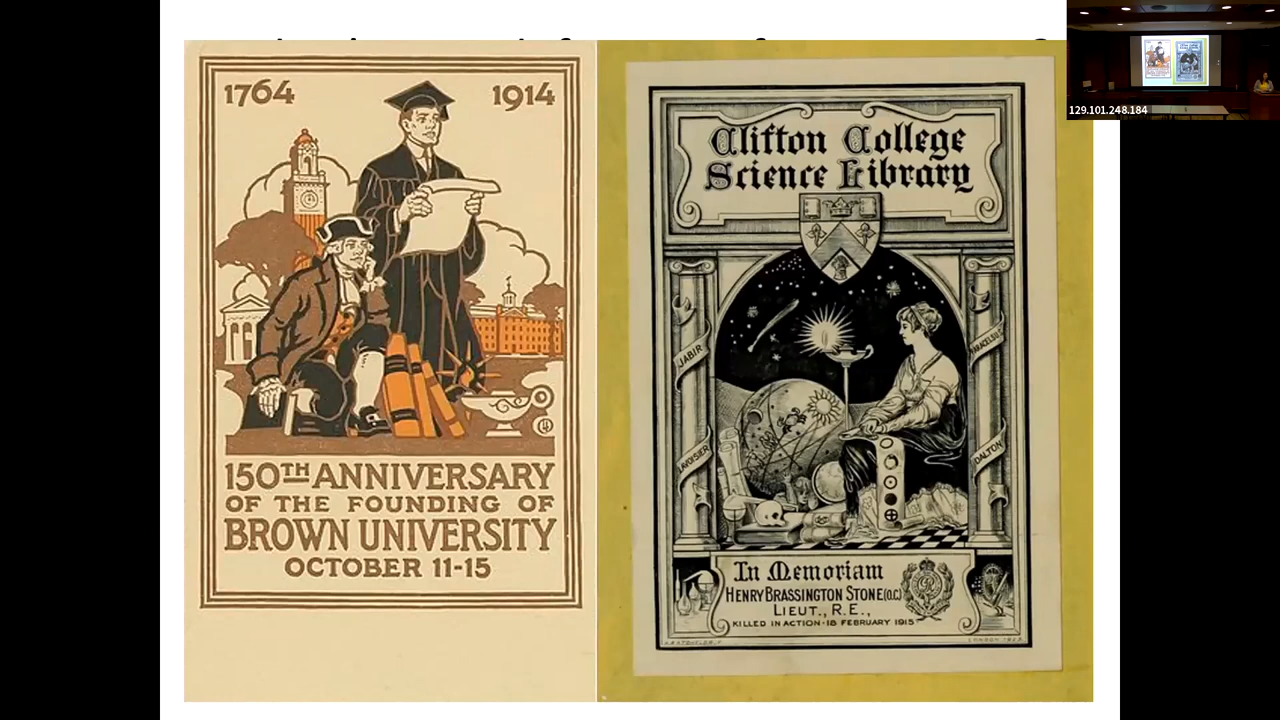 1764
1914
150TH ANNIVERSARY
OF THE FOUNDING OF
BROWN UNIVERSITY
OCTOBER 11-15
Clifton College
Science Library
JABIR
PARACELSUS
LAVOISIER
DALTON
In Memoriam
HENRY BRASSINGTON STONE (O.C.)
LIEUT., R.E.,
KILLED IN ACTION · 18 FEBRUARY 1915
129.101.248.184